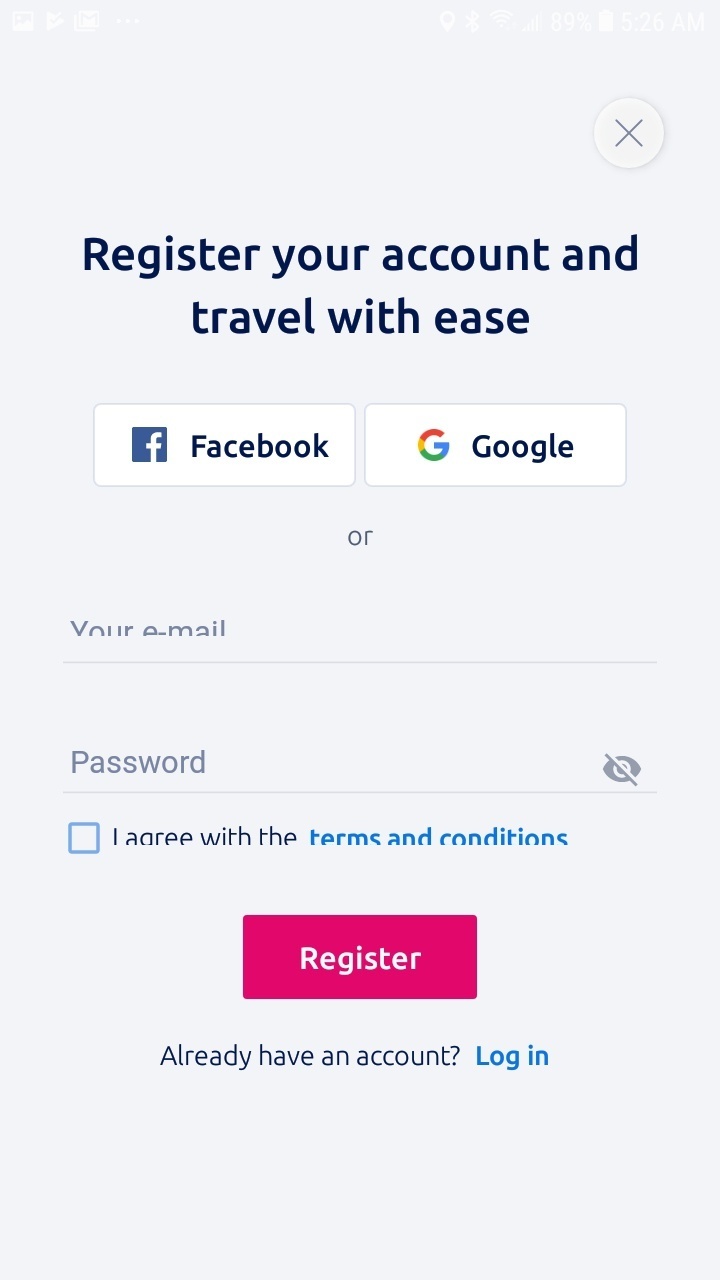 89% 5:26 AM
Register your account and
travel with ease
Facebook Google
or
Your e-mail
Password
I agree with the terms and conditions
Register
Already have an account? Log in